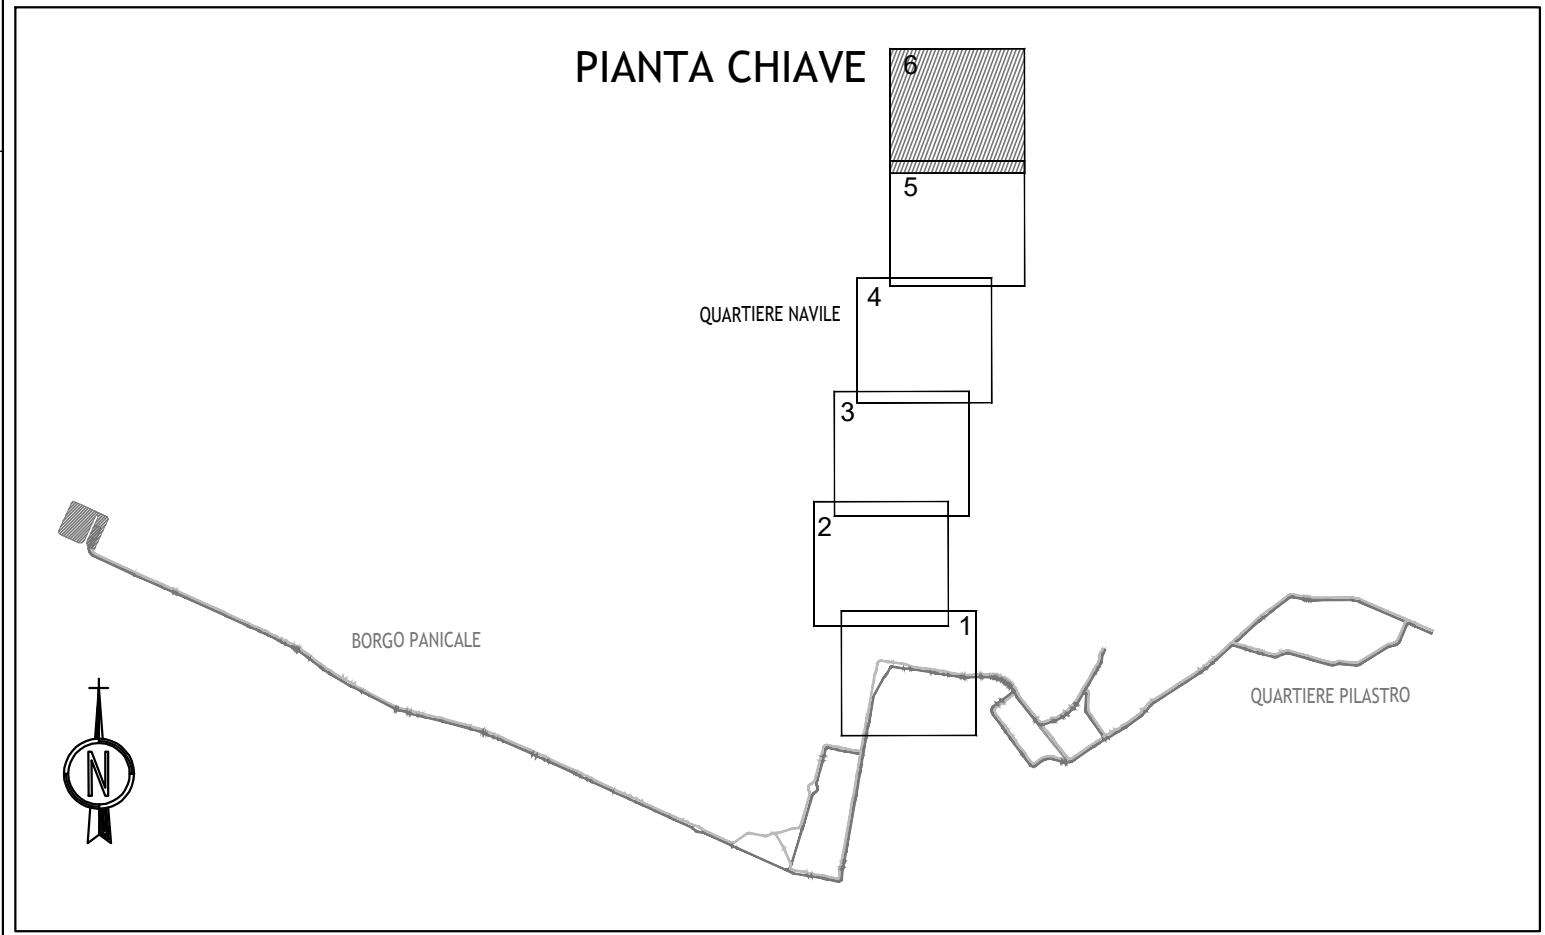 PIANTA CHIAVE
6
5
4
QUARTIERE NAVILE
3
2
1
BORGO PANICALE
QUARTIERE PILASTRO
N